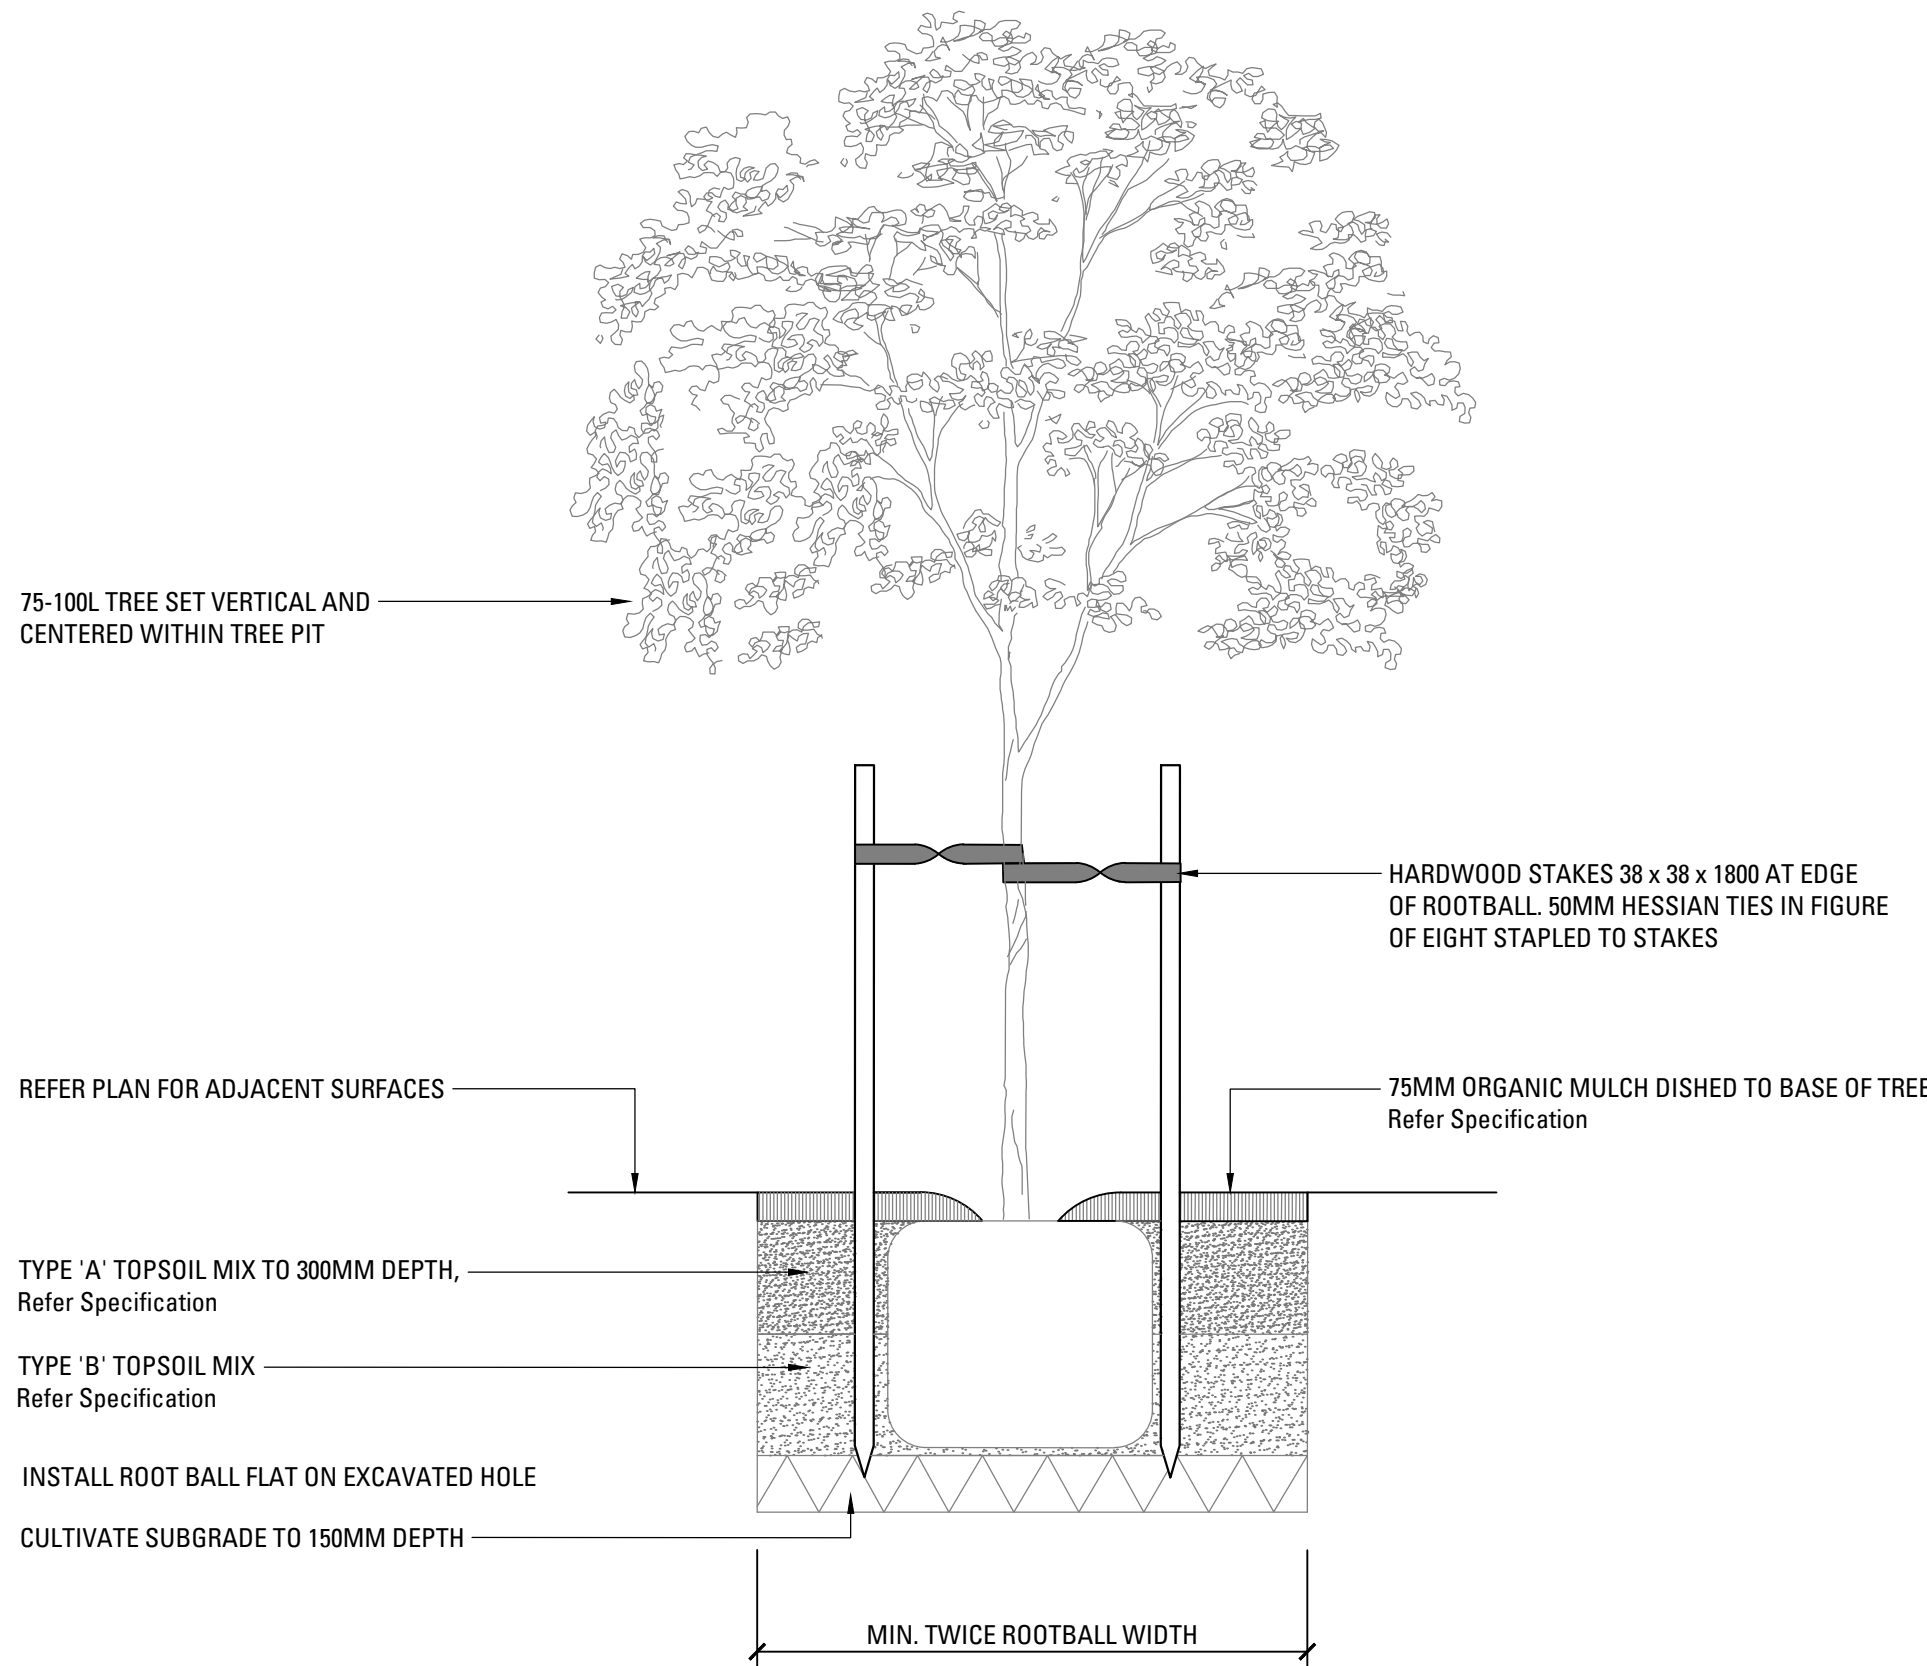 75-100L TREE SET VERTICAL AND
CENTERED WITHIN TREE PIT
HARDWOOD STAKES 38 x 38 x 1800 AT EDGE
OF ROOTBALL. 50MM HESSIAN TIES IN FIGURE
OF EIGHT STAPLED TO STAKES
REFER PLAN FOR ADJACENT SURFACES
75MM ORGANIC MULCH DISHED TO BASE OF TREE
Refer Specification
TYPE 'A' TOPSOIL MIX TO 300MM DEPTH,
Refer Specification
TYPE 'B' TOPSOIL MIX
Refer Specification
INSTALL ROOT BALL FLAT ON EXCAVATED HOLE
CULTIVATE SUBGRADE TO 150MM DEPTH
MIN. TWICE ROOTBALL WIDTH